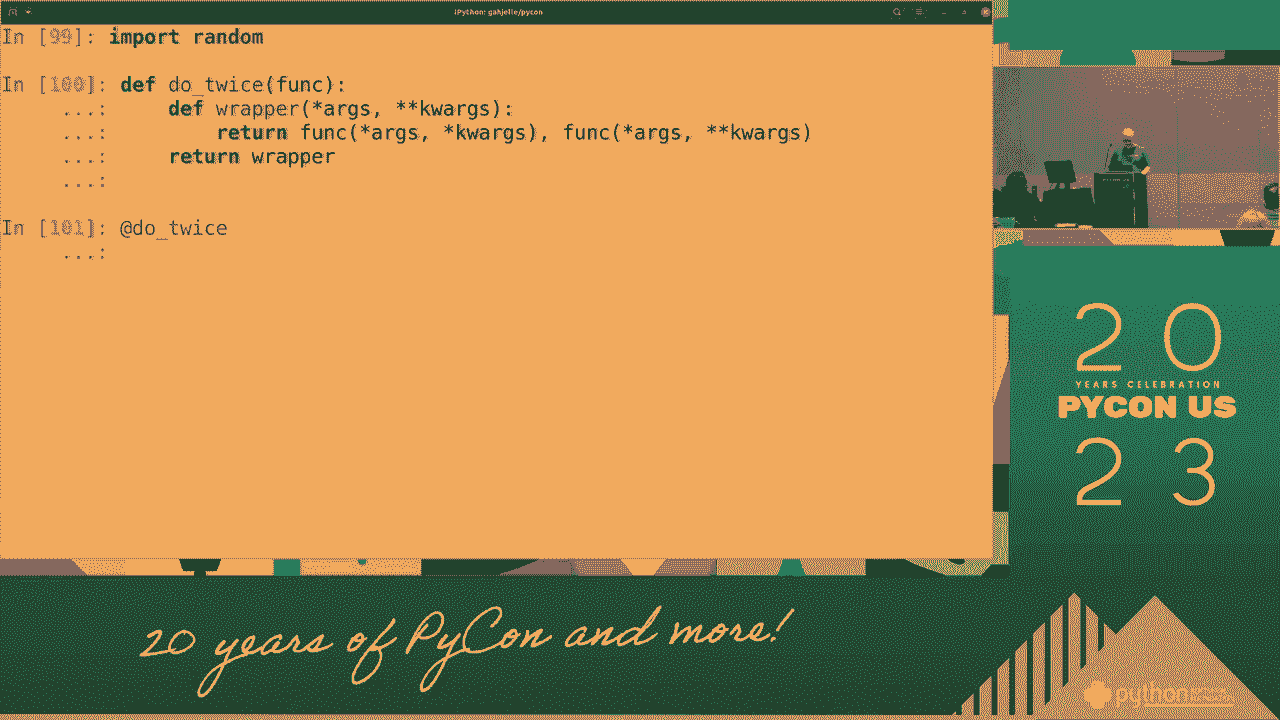 IPython: gahjelle/pycon
In [99]: import random
In [100]: def do_twice(func):
...: def wrapper(*args, **kwargs):
...: return func(*args, *kwargs), func(*args, **kwargs)
...: return wrapper
...:
In [101]: @do_twice
...:
20
YEARS CELEBRATION
PYCON US
23
20 years of PyCon and more!
python